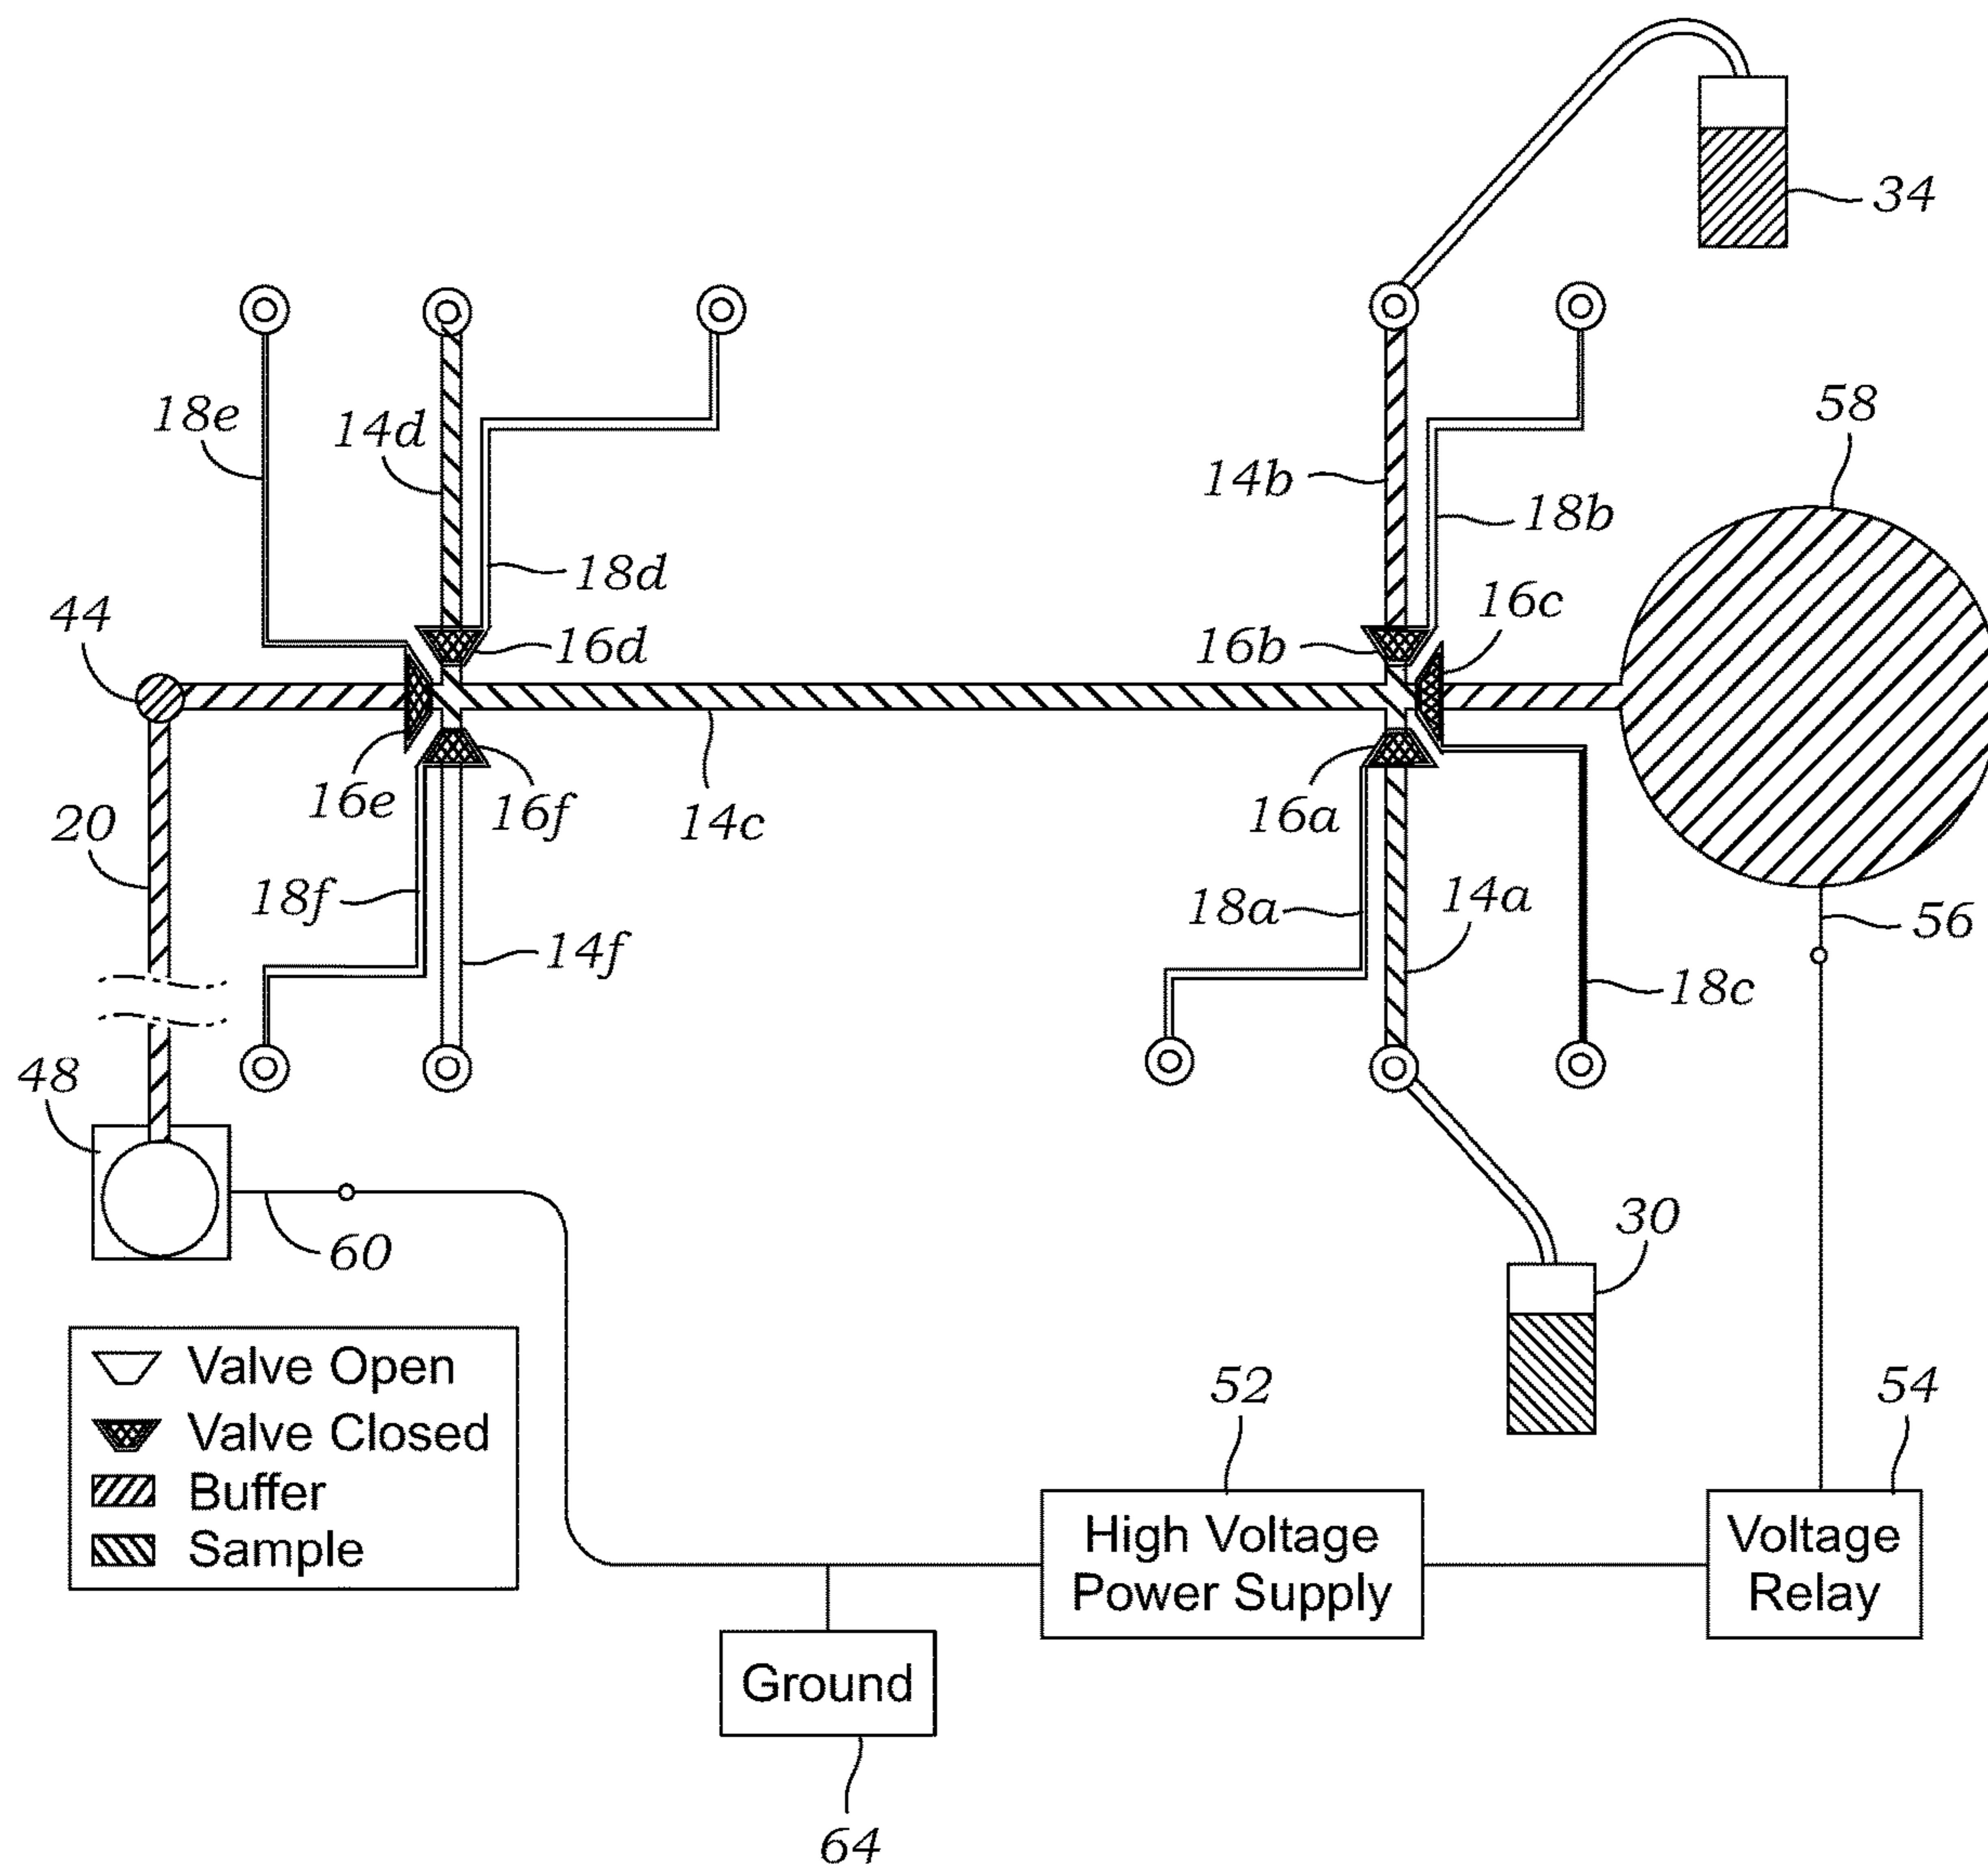 34
58
18e
14d
14b
18b
18d
16c
44
16d
16b
16e
16f
14c
16a
20
18f
18a
14a
56
14f
18c
48
30
60
Valve Open
Valve Closed
Buffer
Sample
52
54
High Voltage
Power Supply
Voltage
Relay
Ground
64